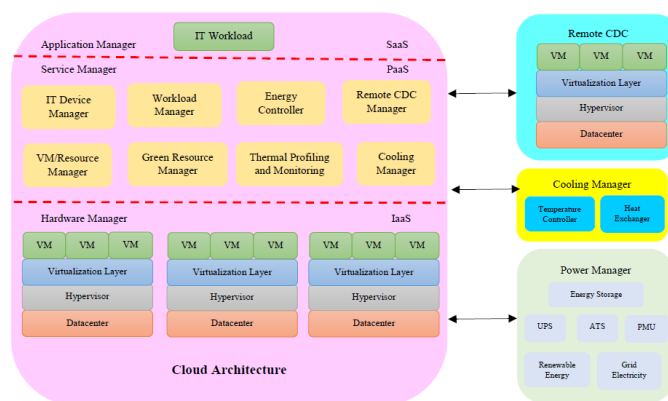 IT Workload
Application Manager
SaaS
Service Manager
PaaS
IT Device
Manager
Workload
Manager
Energy
Controller
Remote CDC
Manager
VM/Resource
Manager
Green Resource
Manager
Thermal Profiling
and Monitoring
Cooling
Manager
Hardware Manager
IaaS
VM VM VM
Virtualization Layer
Hypervisor
Datacenter
VM VM VM
Virtualization Layer
Hypervisor
Datacenter
VM VM VM
Virtualization Layer
Hypervisor
Datacenter
Cloud Architecture
Remote CDC
VM VM VM
Virtualization Layer
Hypervisor
Datacenter
Cooling Manager
Temperature
Controller
Heat
Exchanger
Power Manager
Energy Storage
UPS
ATS
PMU
Renewable
Energy
Grid
Electricity